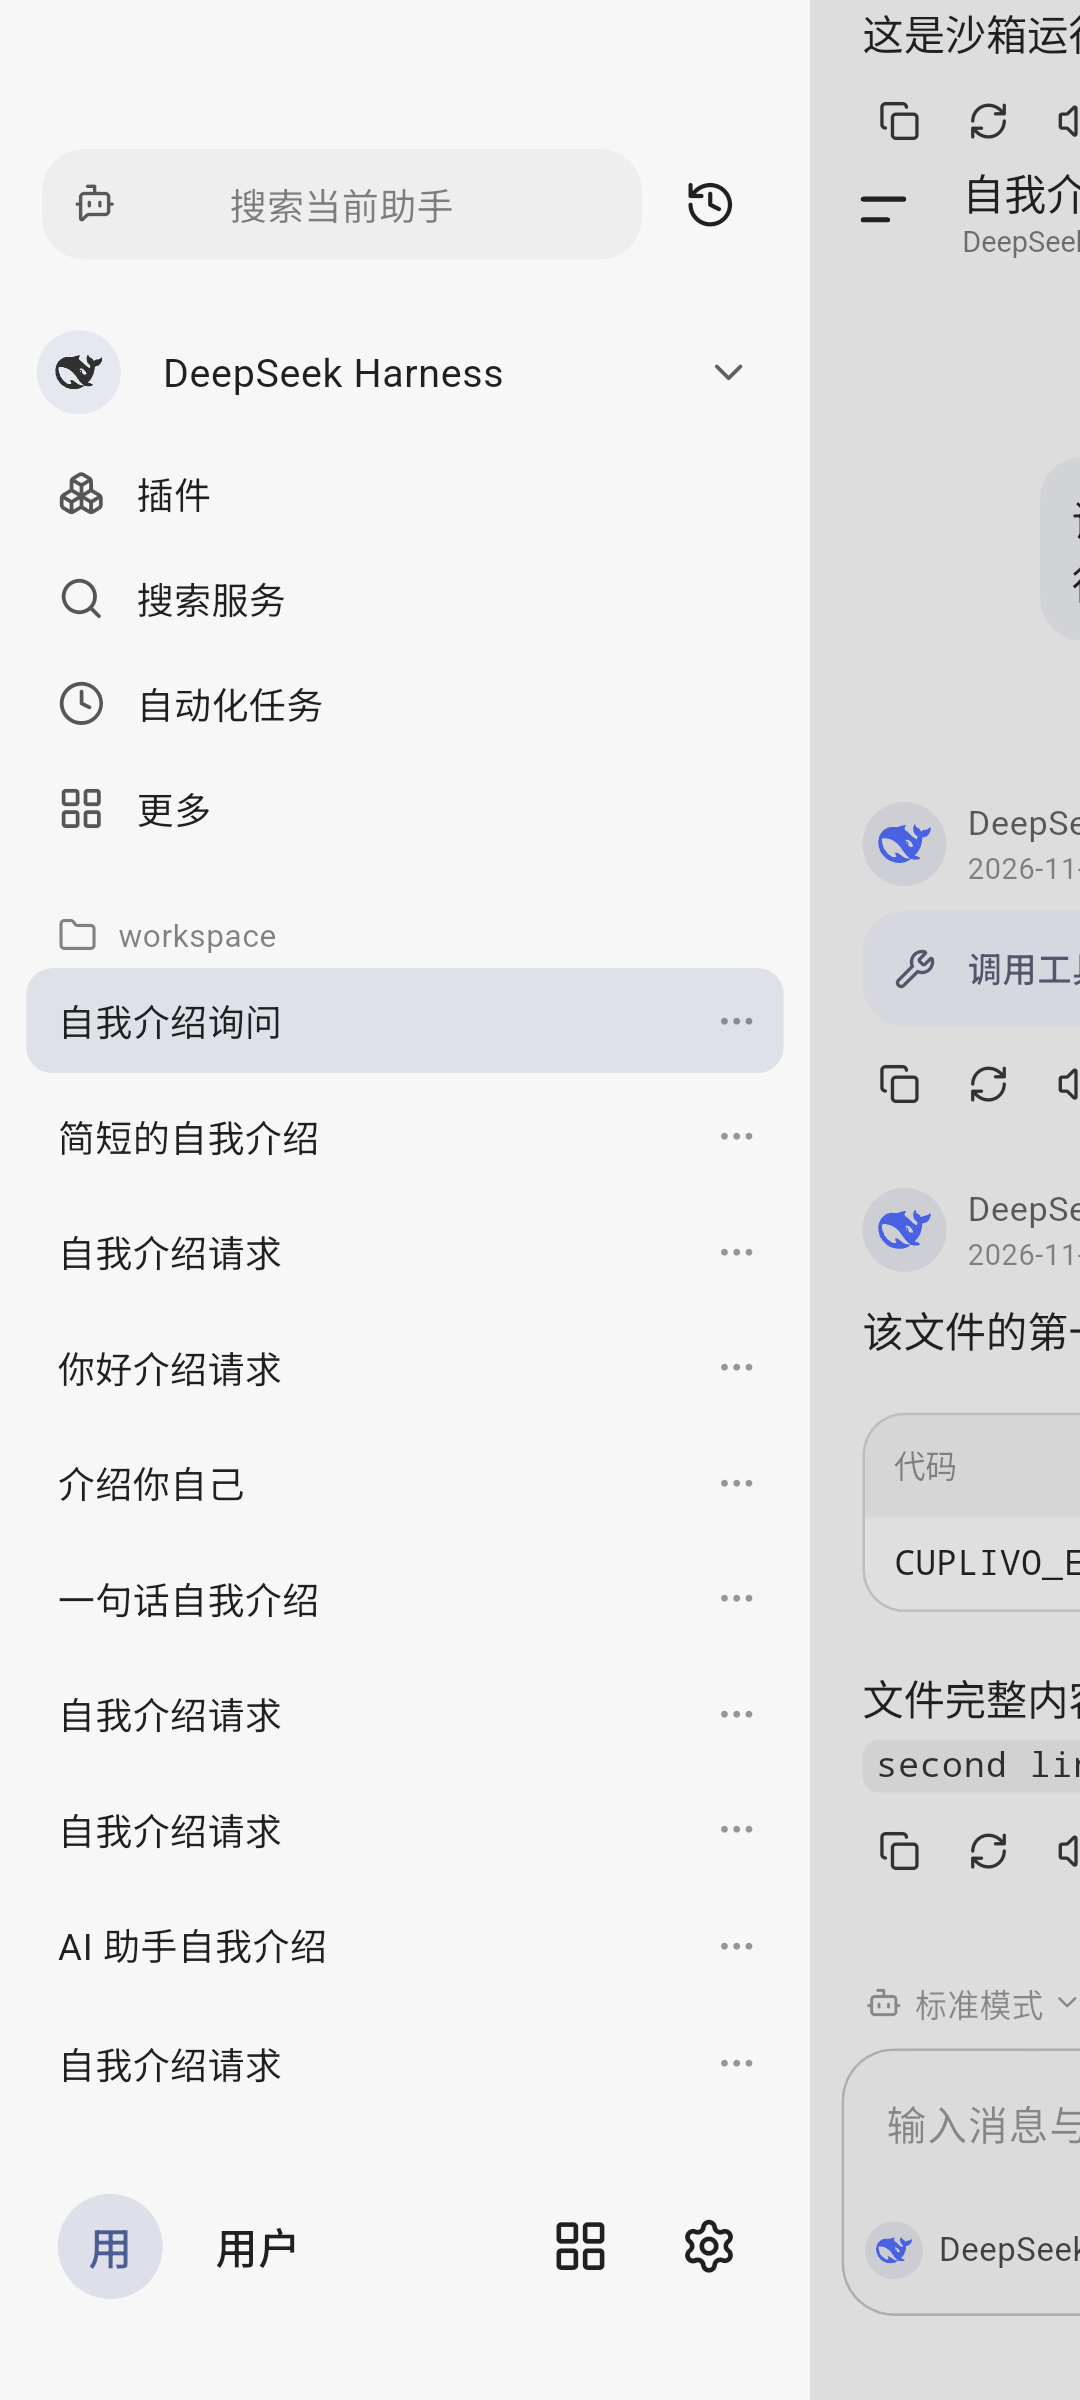 搜索当前助手
DeepSeek Harness
插件
搜索服务
自动化任务
更多
workspace
自我介绍询问
简短的自我介绍
自我介绍请求
你好介绍请求
介绍你自己
一句话自我介绍
自我介绍请求
自我介绍请求
AI 助手自我介绍
自我介绍请求
用
用户
这是沙箱运
自我介
DeepSeek
DeepSe
2026-11-
调用工
DeepSe
2026-11-
该文件的第一
代码
CUPLIVO_E
文件完整内容
second lin
标准模式
输入消息与
DeepSeek